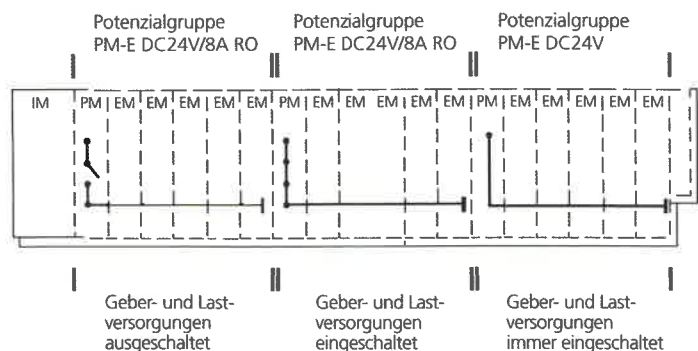 Potenzialgruppe
PM-E DC24V/8A RO
Potenzialgruppe
PM-E DC24V/8A RO
Potenzialgruppe
PM-E DC24V
IM PM EM EM EM EM EM PM EM EM EM EM EM PM EM EM EM EM EM
Geber- und Last-
versorgungen
ausgeschaltet
Geber- und Last-
versorgungen
eingeschaltet
Geber- und Last-
versorgungen
immer eingeschaltet